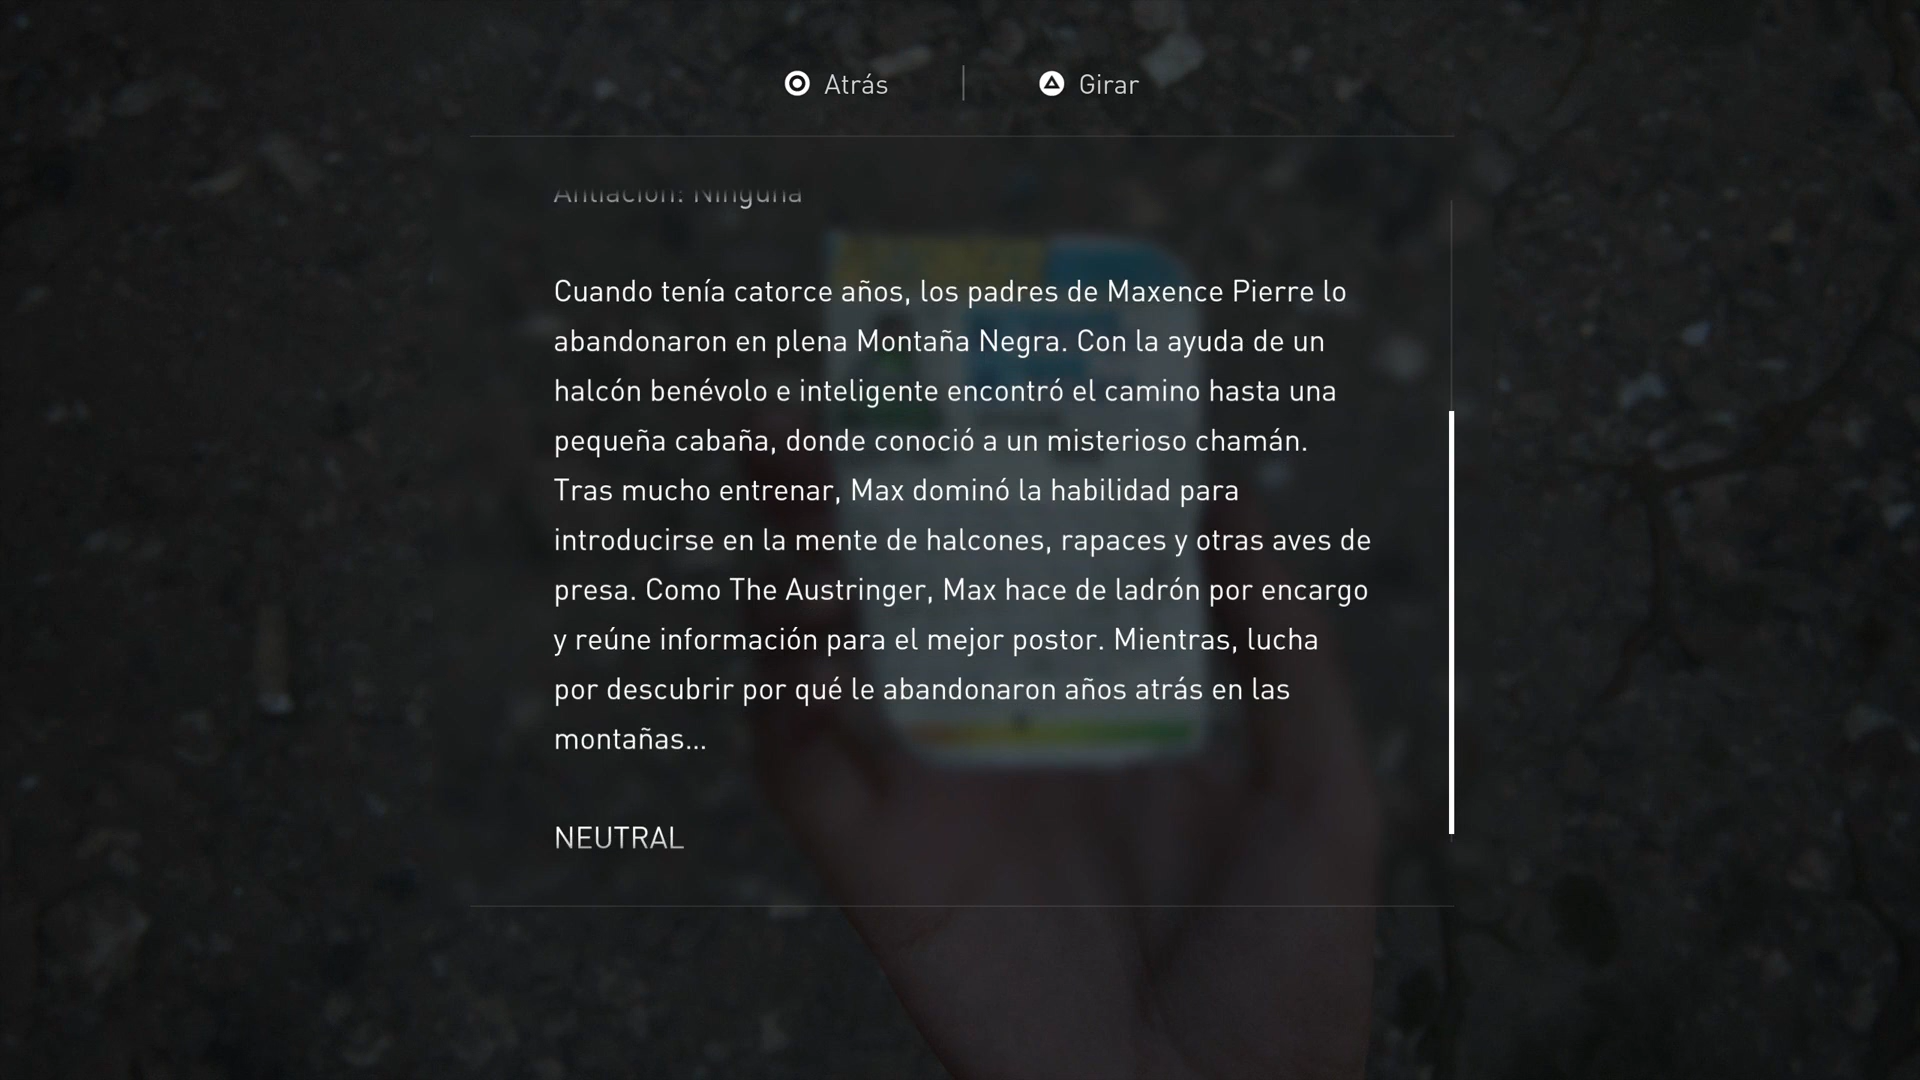 Atrás
Girar
Afiliación: Ninguna
Cuando tenía catorce años, los padres de Maxence Pierre lo
abandonaron en plena Montaña Negra. Con la ayuda de un
halcón benévolo e inteligente encontró el camino hasta una
pequeña cabaña, donde conoció a un misterioso chamán.
Tras mucho entrenar, Max dominó la habilidad para
introducirse en la mente de halcones, rapaces y otras aves de
presa. Como The Austringer, Max hace de ladrón por encargo
y reúne información para el mejor postor. Mientras, lucha
por descubrir por qué le abandonaron años atrás en las
montañas...
NEUTRAL